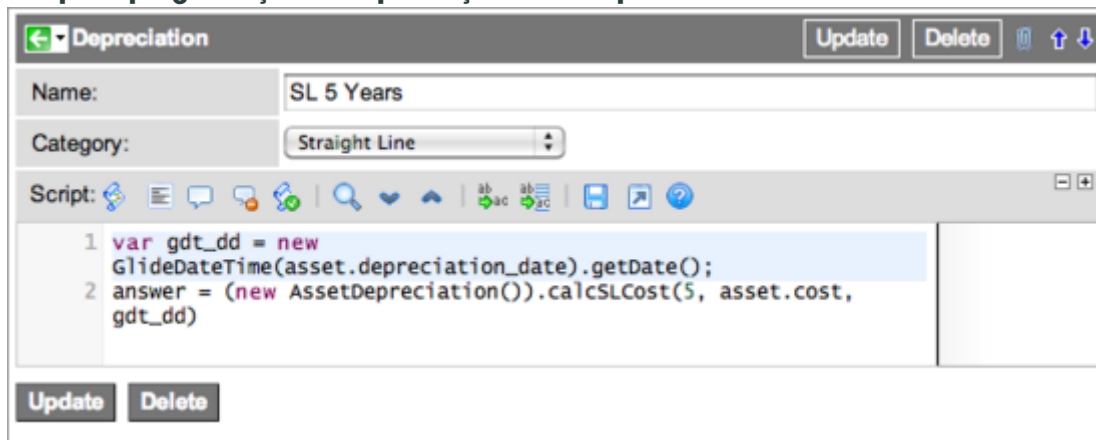 Depreciation Update Delete
Name: SL 5 Years
Category: Straight Line
Script:
1 var gdt_dd = new
GlideDateTime(asset.depreciation_date).getDate();
2 answer = (new AssetDepreciation()).calcSLCost(5, asset.cost,
gdt_dd)
Update Delete